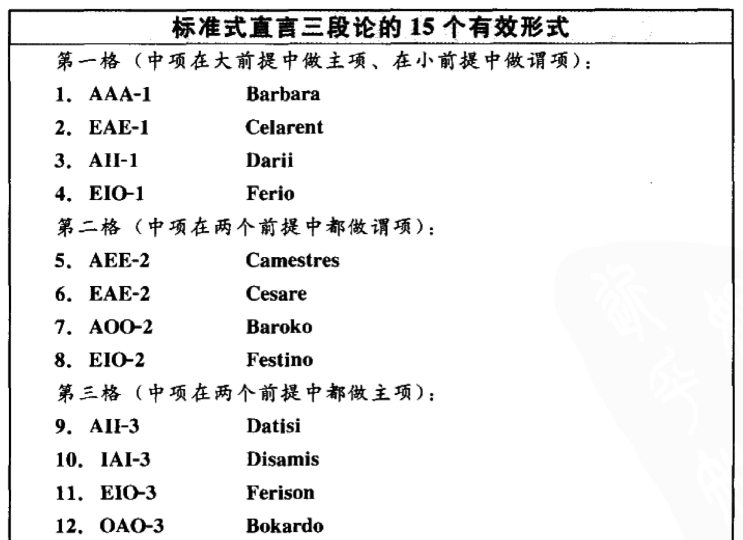 标准式直言三段论的 15 个有效形式
第一格（中项在大前提中做主项、在小前提中做谓项）：
1. AAA-1 Barbara
2. EAE-1 Celarent
3. AII-1 Darii
4. EIO-1 Ferio
第二格（中项在两个前提中都做谓项）：
5. AEE-2 Camestres
6. EAE-2 Cesare
7. AOO-2 Baroko
8. EIO-2 Festino
第三格（中项在两个前提中都做主项）：
9. AII-3 Datisi
10. IAI-3 Disamis
11. EIO-3 Ferison
12. OAO-3 Bokardo